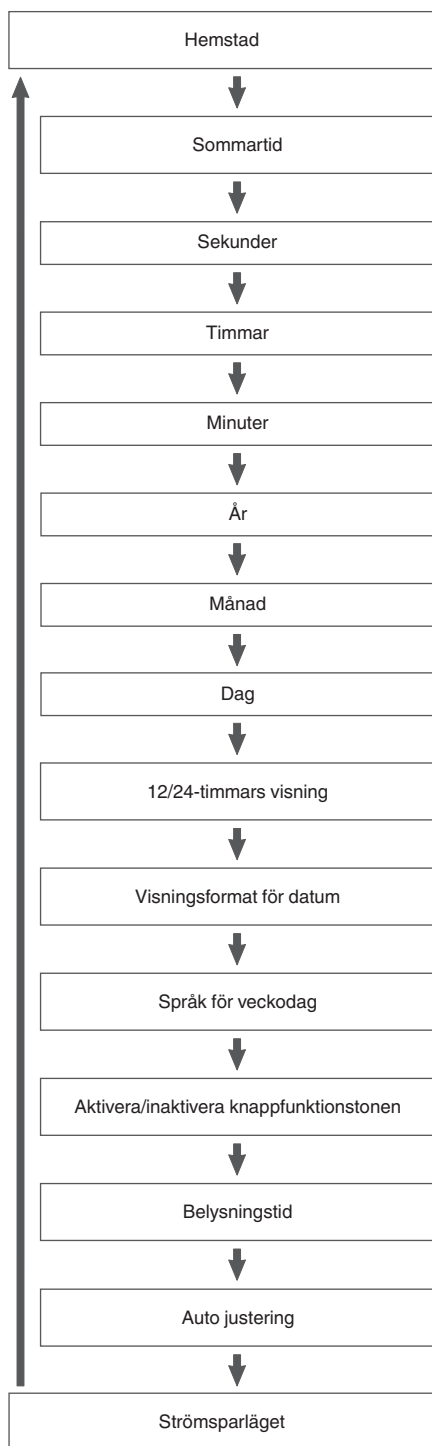 Hemstad
Sommartid
Sekunder
Timmar
Minuter
År
Månad
Dag
12/24-timmars visning
Visningsformat för datum
Språk för veckodag
Aktivera/inaktivera knappfunktionstonen
Belysningstid
Auto justering
Strömsparläget